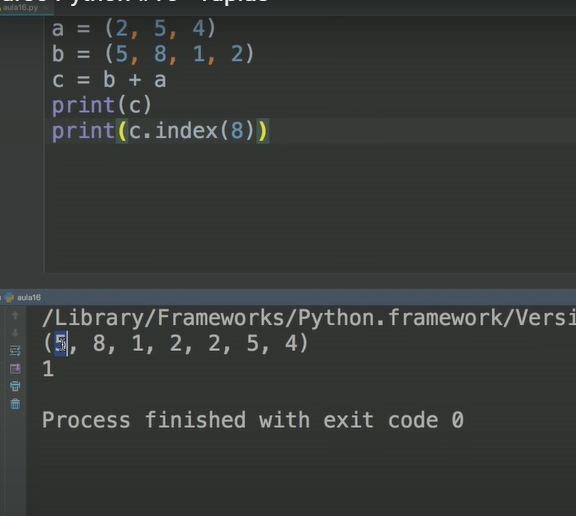 aula16.py
a = (2, 5, 4)
b = (5, 8, 1, 2)
c = b + a
print(c)
print(c.index(8))
aula16
/Library/Frameworks/Python.framework/Versi
(5, 8, 1, 2, 2, 5, 4)
1
Process finished with exit code 0